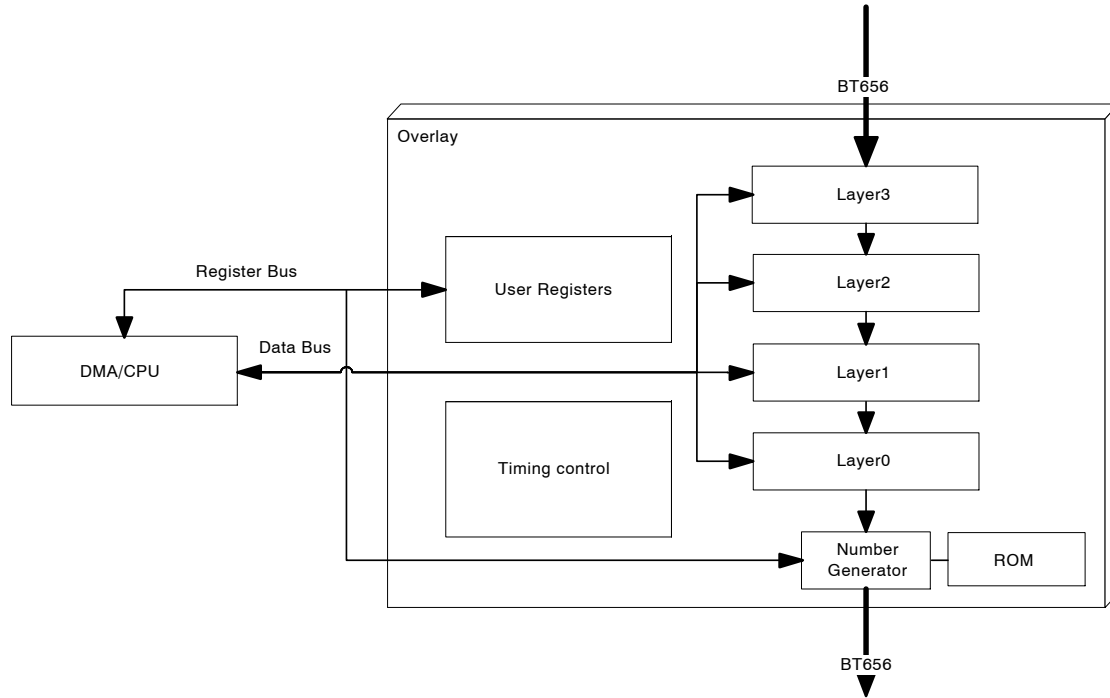 BT656
Overlay
Layer3
Register Bus
User Registers
Layer2
Data Bus
DMA/CPU
Layer1
Timing control
Layer0
Number
Generator
ROM
BT656